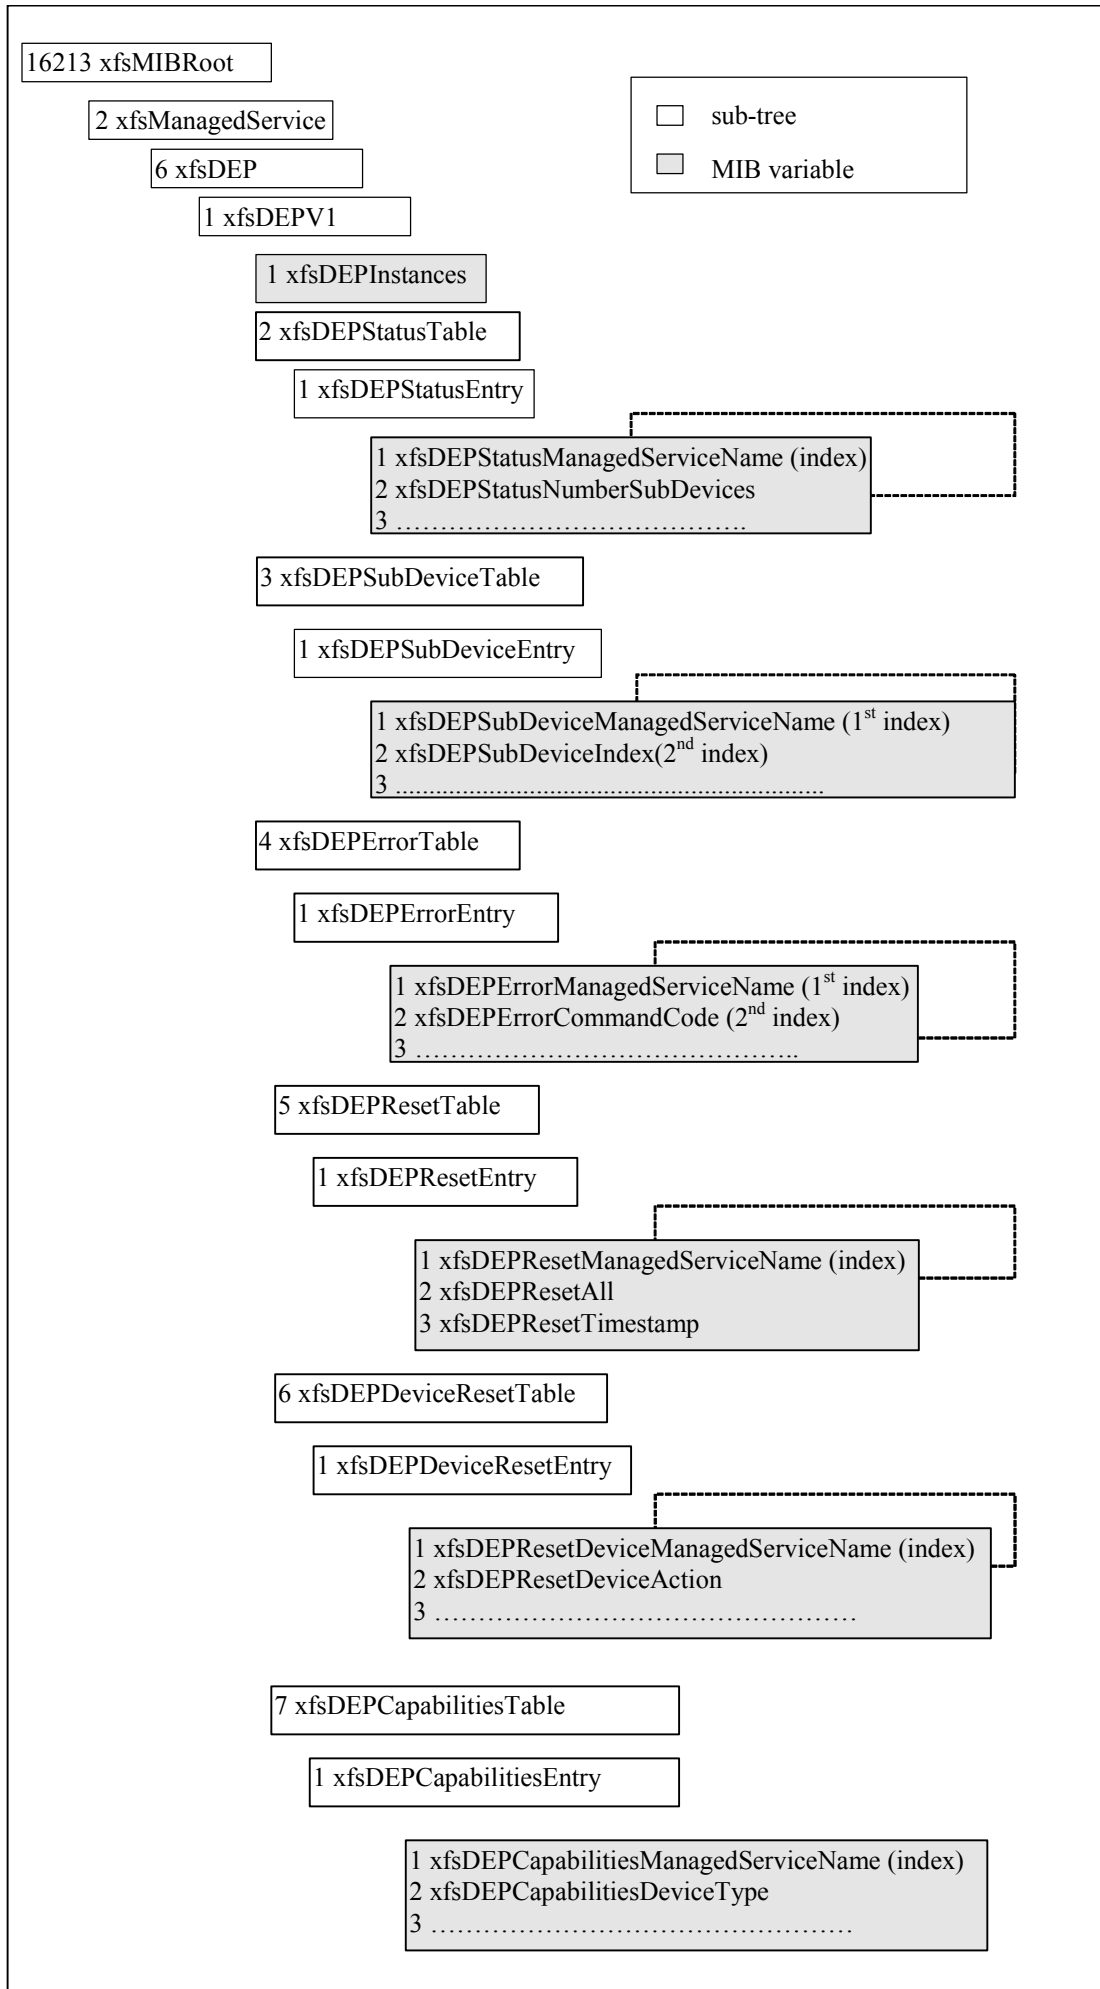 16213 xfsMIBRoot
sub-tree
2 xfsManagedService
6 xfsDEP
MIB variable
1 xfsDEPV1
1 xfsDEPInstances
2 xfsDEPStatusTable
1 xfsDEPStatusEntry
1 xfsDEPStatusManagedServiceName (index)
2 xfsDEPStatusNumberSubDevices
3 ………………………………….
3 xfsDEPSubDeviceTable
1 xfsDEPSubDeviceEntry
1 xfsDEPSubDeviceManagedServiceName (1st index)
2 xfsDEPSubDeviceIndex(2nd index)
3 ................................................................
4 xfsDEPErrorTable
1 xfsDEPErrorEntry
1 xfsDEPErrorManagedServiceName (1st index)
2 xfsDEPErrorCommandCode (2nd index)
3 ……………………………………..
5 xfsDEPResetTable
1 xfsDEPResetEntry
1 xfsDEPResetManagedServiceName (index)
2 xfsDEPResetAll
3 xfsDEPResetTimestamp
6 xfsDEPDeviceResetTable
1 xfsDEPDeviceResetEntry
1 xfsDEPResetDeviceManagedServiceName (index)
2 xfsDEPResetDeviceAction
3 …………………………………………
7 xfsDEPCapabilitiesTable
1 xfsDEPCapabilitiesEntry
1 xfsDEPCapabilitiesManagedServiceName (index)
2 xfsDEPCapabilitiesDeviceType
3 …………………………………………